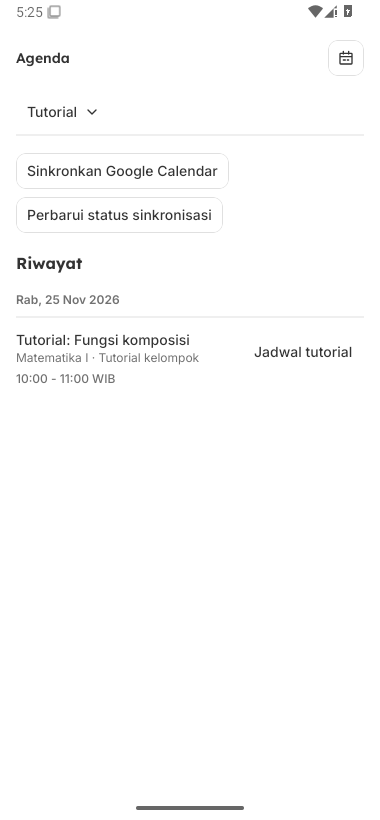 5:25
Agenda
Tutorial
Sinkronkan Google Calendar
Perbarui status sinkronisasi
Riwayat
Rab, 25 Nov 2026
Tutorial: Fungsi komposisi
Matematika I · Tutorial kelompok
10:00 - 11:00 WIB
Jadwal tutorial